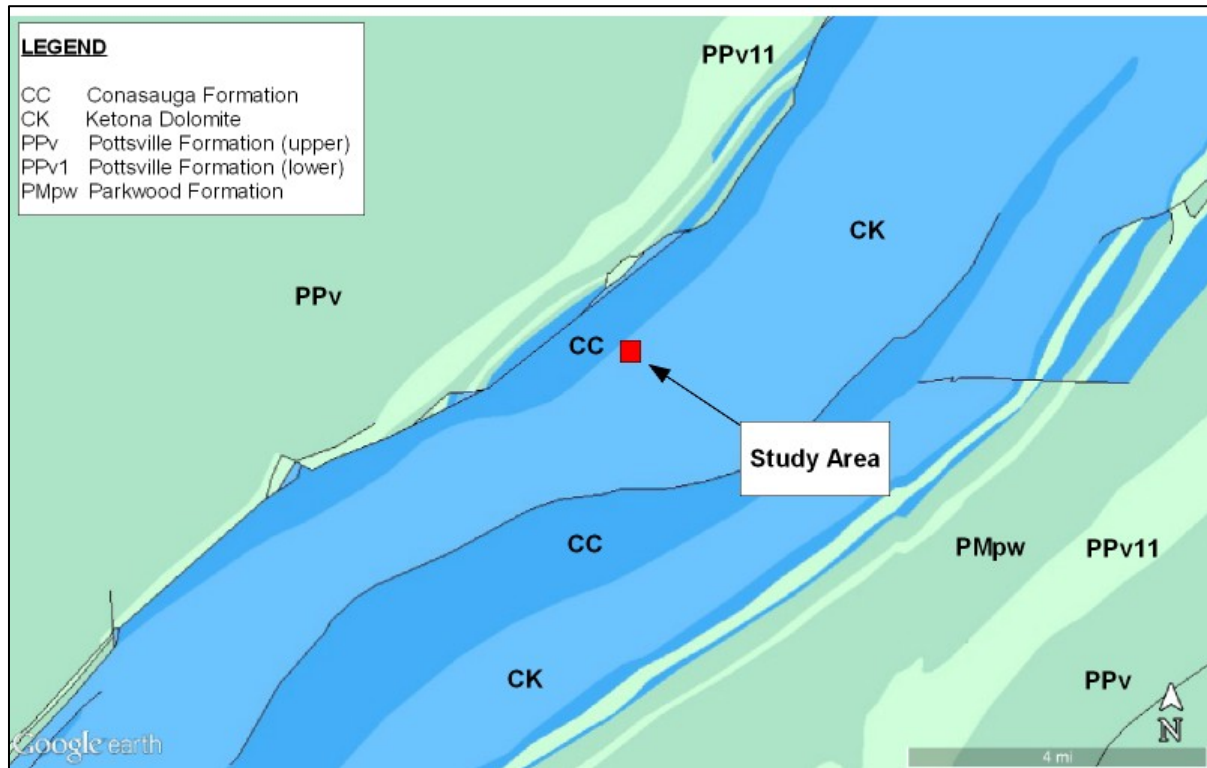 LEGEND
CC Conasauga Formation
CK Ketona Dolomite
PPv Pottsville Formation (upper)
PPv1 Pottsville Formation (lower)
PMpw Parkwood Formation
PPv11
CK
PPv
CC
Study Area
CC
PMpw
PPv11
CK
PPv
N
Google earth
4 mi